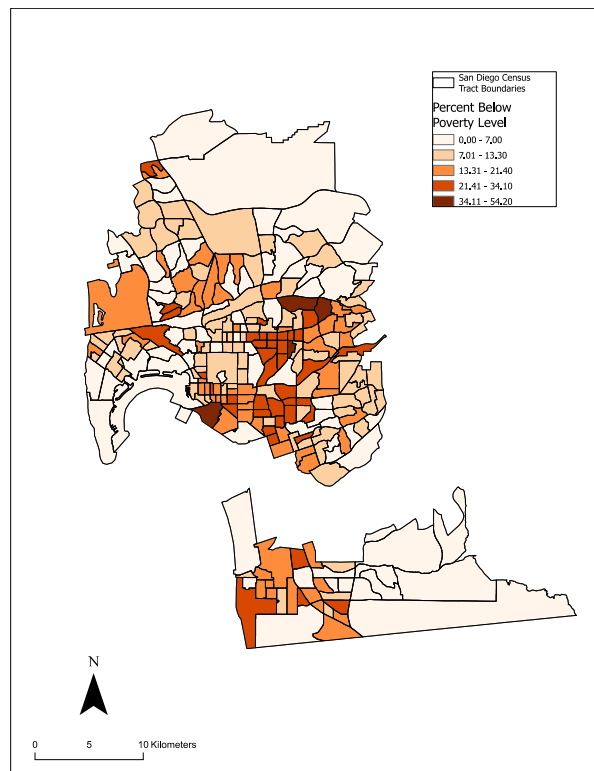 San Diego Census
Tract Boundaries
Percent Below
Poverty Level
0.00 - 7.00
7.01 - 13.30
13.31 - 21.40
21.41 - 34.10
34.11 - 54.20
N
0 5 10 Kilometers